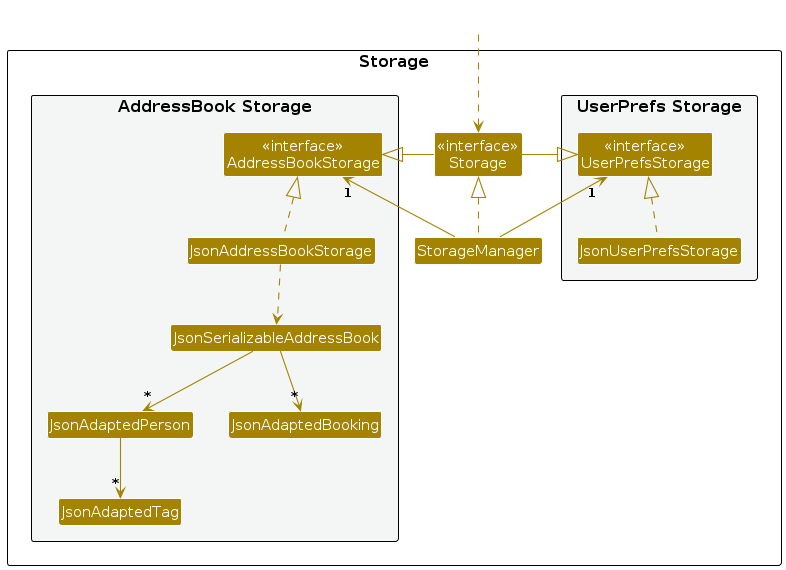 Storage
AddressBook Storage
UserPrefs Storage
«interface»
AddressBookStorage
«interface»
Storage
«interface»
UserPrefsStorage
1
1
JsonAddressBookStorage
StorageManager
JsonUserPrefsStorage
JsonSerializableAddressBook
*
*
JsonAdaptedPerson
JsonAdaptedBooking
*
JsonAdaptedTag